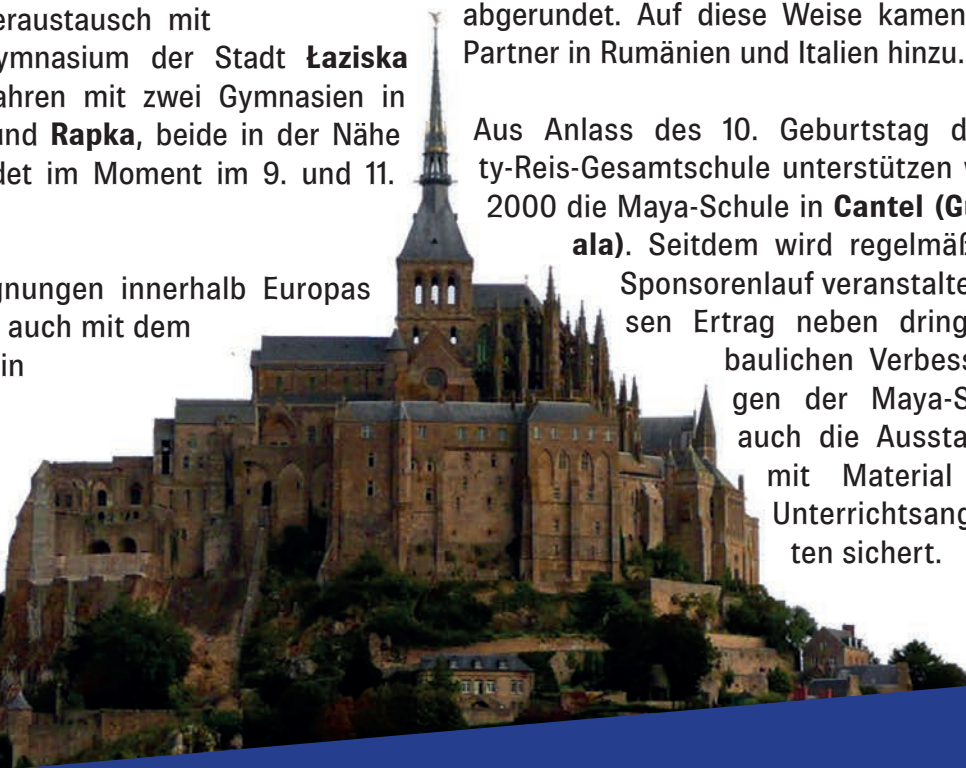 eraustausch mit
ymnasium der Stadt Łaziska
ahren mit zwei Gymnasien in
und Rapka, beide in der Nähe
det im Moment im 9. und 11.
gnungen innerhalb Europas
auch mit dem
in
abgerundet. Auf diese Weise kamen
Partner in Rumänien und Italien hinzu.
Aus Anlass des 10. Geburtstag d
ty-Reis-Gesamtschule unterstützen
2000 die Maya-Schule in Cantel (Gu
ala). Seitdem wird regelmäß
Sponsorenlauf veranstalte
sen Ertrag neben dring
baulichen Verbess
gen der Maya-S
auch die Aussta
mit Material
Unterrichtsang
ten sichert.